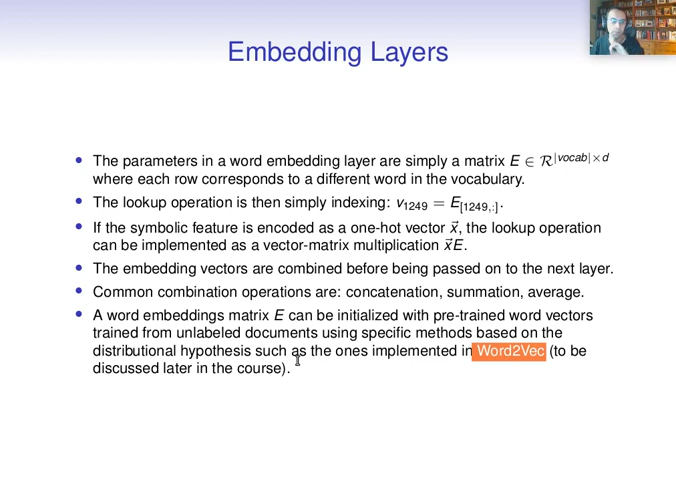 Embedding Layers
• The parameters in a word embedding layer are simply a matrix E ∈ ℛ^|vocab|×d
where each row corresponds to a different word in the vocabulary.
• The lookup operation is then simply indexing: v₁₂₄₉ = E_[1249,:].
• If the symbolic feature is encoded as a one-hot vector x⃗, the lookup operation
can be implemented as a vector-matrix multiplication x⃗E.
• The embedding vectors are combined before being passed on to the next layer.
• Common combination operations are: concatenation, summation, average.
• A word embeddings matrix E can be initialized with pre-trained word vectors
trained from unlabeled documents using specific methods based on the
distributional hypothesis such as the ones implemented in Word2Vec (to be
discussed later in the course).